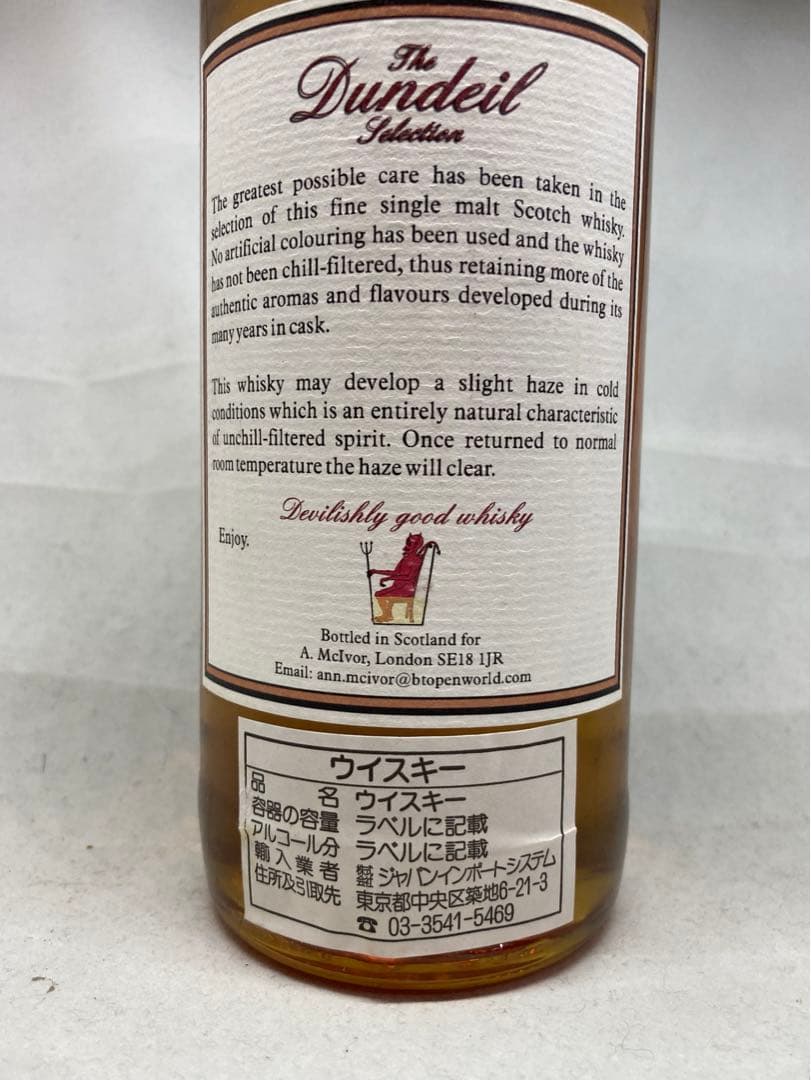 The
Dundeil
Selection
The greatest possible care has been taken in the
selection of this fine single malt Scotch whisky.
No artificial colouring has been used and the whisky
has not been chill-filtered, thus retaining more of the
authentic aromas and flavours developed during its
many years in cask.
This whisky may develop a slight haze in cold
conditions which is an entirely natural characteristic
of unchill-filtered spirit. Once returned to normal
room temperature the haze will clear.
Devilishly good whisky
Enjoy.
Bottled in Scotland for
A. McIvor, London SE18 1JR
Email: ann.mcivor@btopenworld.com
ウイスキー
品名 ウイスキー
容器の容量 ラベルに記載
アルコール分 ラベルに記載
輸入業者 株式会社 ジャパンインポートシステム
住所及引取先 東京都中央区築地6-21-3
☎ 03-3541-5469